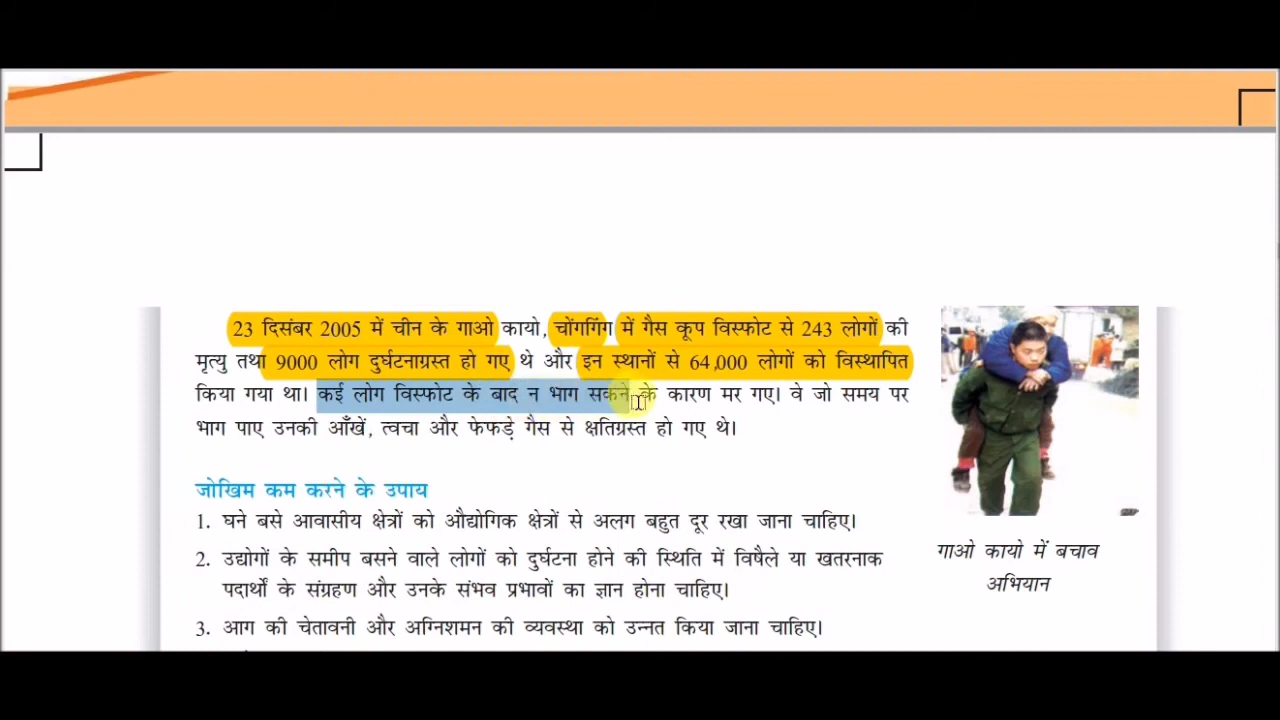 23 दिसंबर 2005 में चीन के गाओ कायो, चोंगगिंग में गैस कूप विस्फोट से 243 लोगों की
मृत्यु तथा 9000 लोग दुर्घटनाग्रस्त हो गए थे और इन स्थानों से 64,000 लोगों को विस्थापित
किया गया था। कई लोग विस्फोट के बाद न भाग सकने के कारण मर गए। वे जो समय पर
भाग पाए उनकी आँखें, त्वचा और फेफड़े गैस से क्षतिग्रस्त हो गए थे।
जोखिम कम करने के उपाय
1. घने बसे आवासीय क्षेत्रों को औद्योगिक क्षेत्रों से अलग बहुत दूर रखा जाना चाहिए।
2. उद्योगों के समीप बसने वाले लोगों को दुर्घटना होने की स्थिति में विषैले या खतरनाक
पदार्थों के संग्रहण और उनके संभव प्रभावों का ज्ञान होना चाहिए।
3. आग की चेतावनी और अग्निशमन की व्यवस्था को उन्नत किया जाना चाहिए।
गाओ कायो में बचाव
अभियान